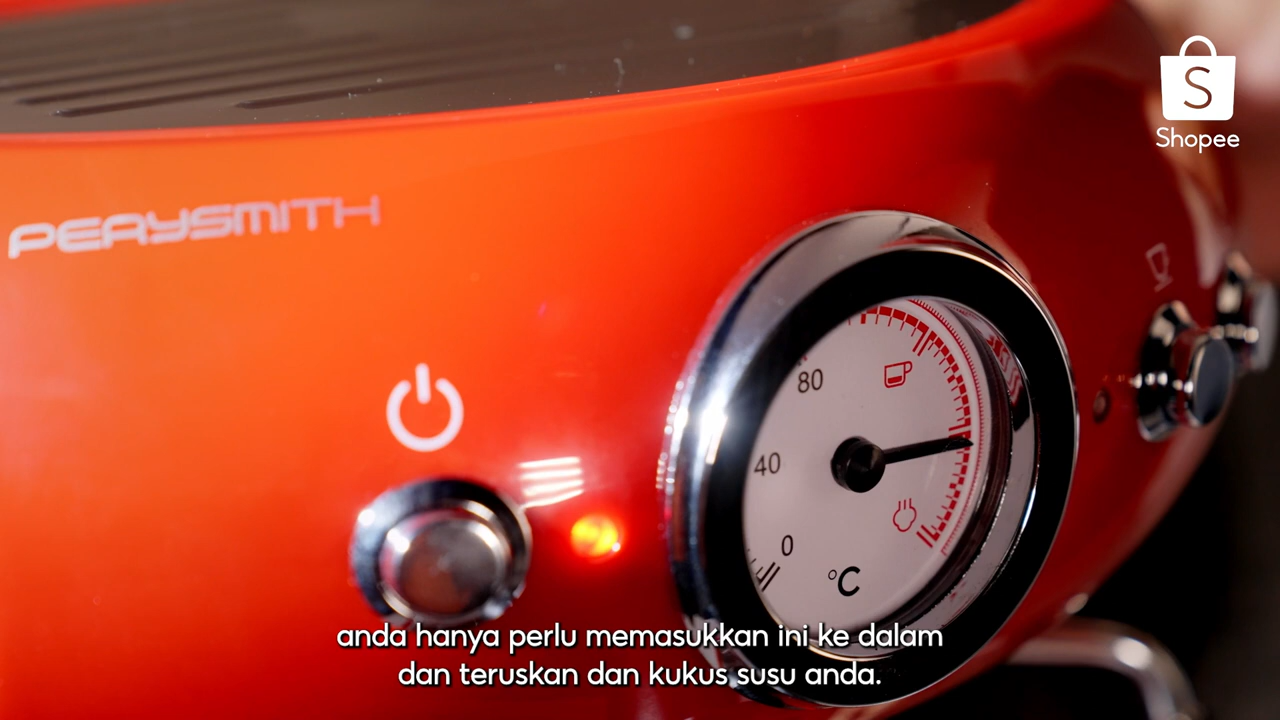 Shopee
PERYSMITH
80
40
0
°C
anda hanya perlu memasukkan ini ke dalam
dan teruskan dan kukus susu anda.